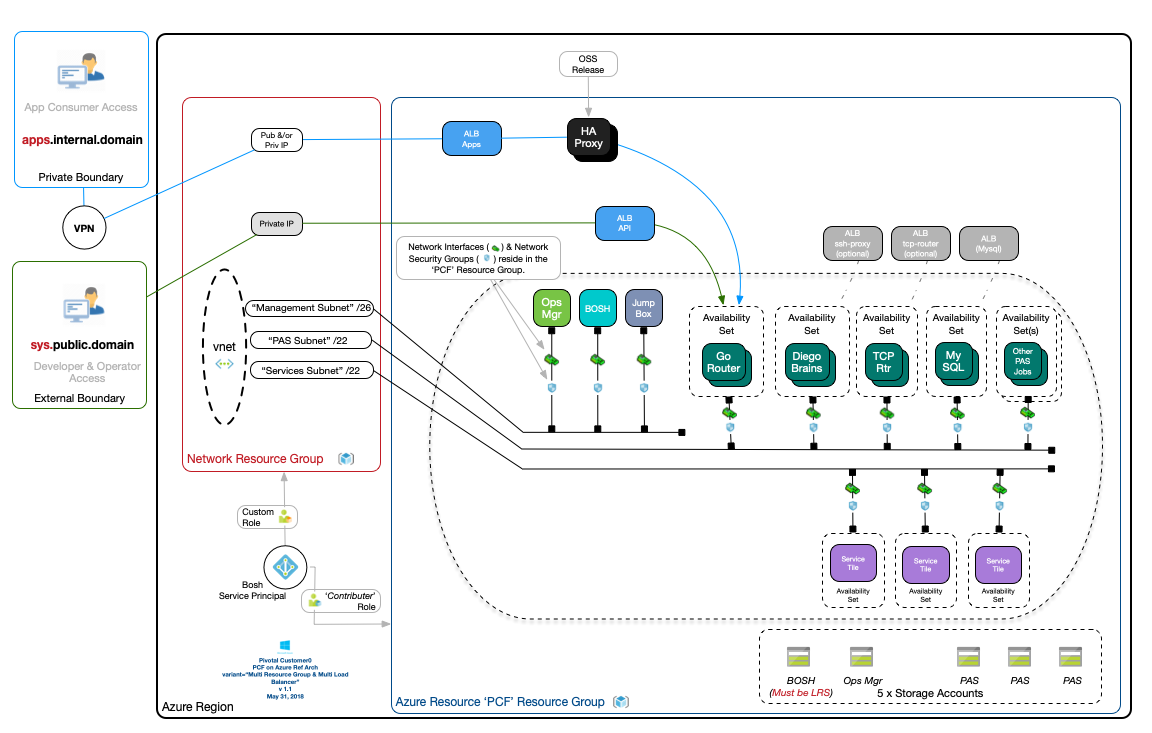 App Consumer Access
apps.internal.domain
Private Boundary
VPN
sys.public.domain
Developer & Operator
Access
External Boundary
OSS
Release
Pub &/or
Priv IP
ALB
Apps
HA
Proxy
Private IP
ALB
API
Network Interfaces ( ) & Network
Security Groups ( ) reside in the
'PCF' Resource Group.
ALB
ssh-proxy
(optional)
ALB
tcp-router
(optional)
ALB
(Mysql)
vnet
“Management Subnet” /26
“PAS Subnet” /22
“Services Subnet” /22
Ops
Mgr
BOSH
Jump
Box
Availability
Set
Go
Router
Availability
Set
Diego
Brains
Availability
Set
TCP
Rtr
Availability
Set
My
SQL
Availability
Set(s)
Other
PAS
Jobs
Network Resource Group
Custom
Role
Bosh
Service Principal
'Contributer'
Role
Service
Tile
Availability
Set
Service
Tile
Availability
Set
Service
Tile
Availability
Set
Pivotal Customer0
PCF on Azure Ref Arch
variant=“Multi Resource Group & Multi Load
Balancer”
v 1.1
May 31, 2018
BOSH
(Must be LRS)
Ops Mgr
PAS
PAS
PAS
5 x Storage Accounts
Azure Region
Azure Resource 'PCF' Resource Group